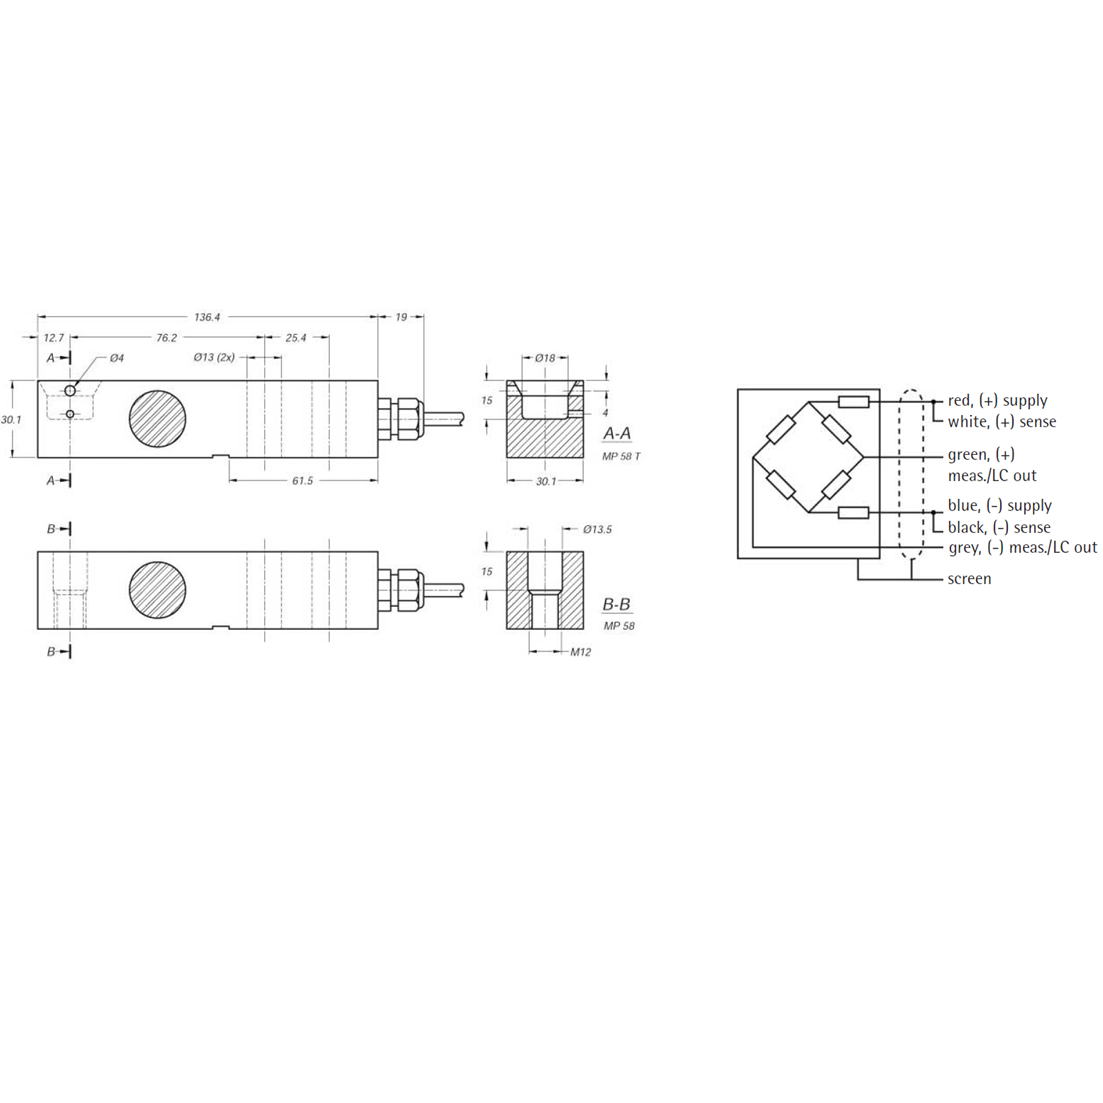 136.4
19
12.7
76.2
25.4
A
Ø4
Ø13 (2x)
30.1
A
61.5
Ø18
15
4
A-A
MP 58 T
30.1
B
B
Ø13.5
15
B-B
MP 58
M12
red, (+) supply
white, (+) sense
green, (+)
meas./LC out
blue, (-) supply
black, (-) sense
grey, (-) meas./LC out
screen